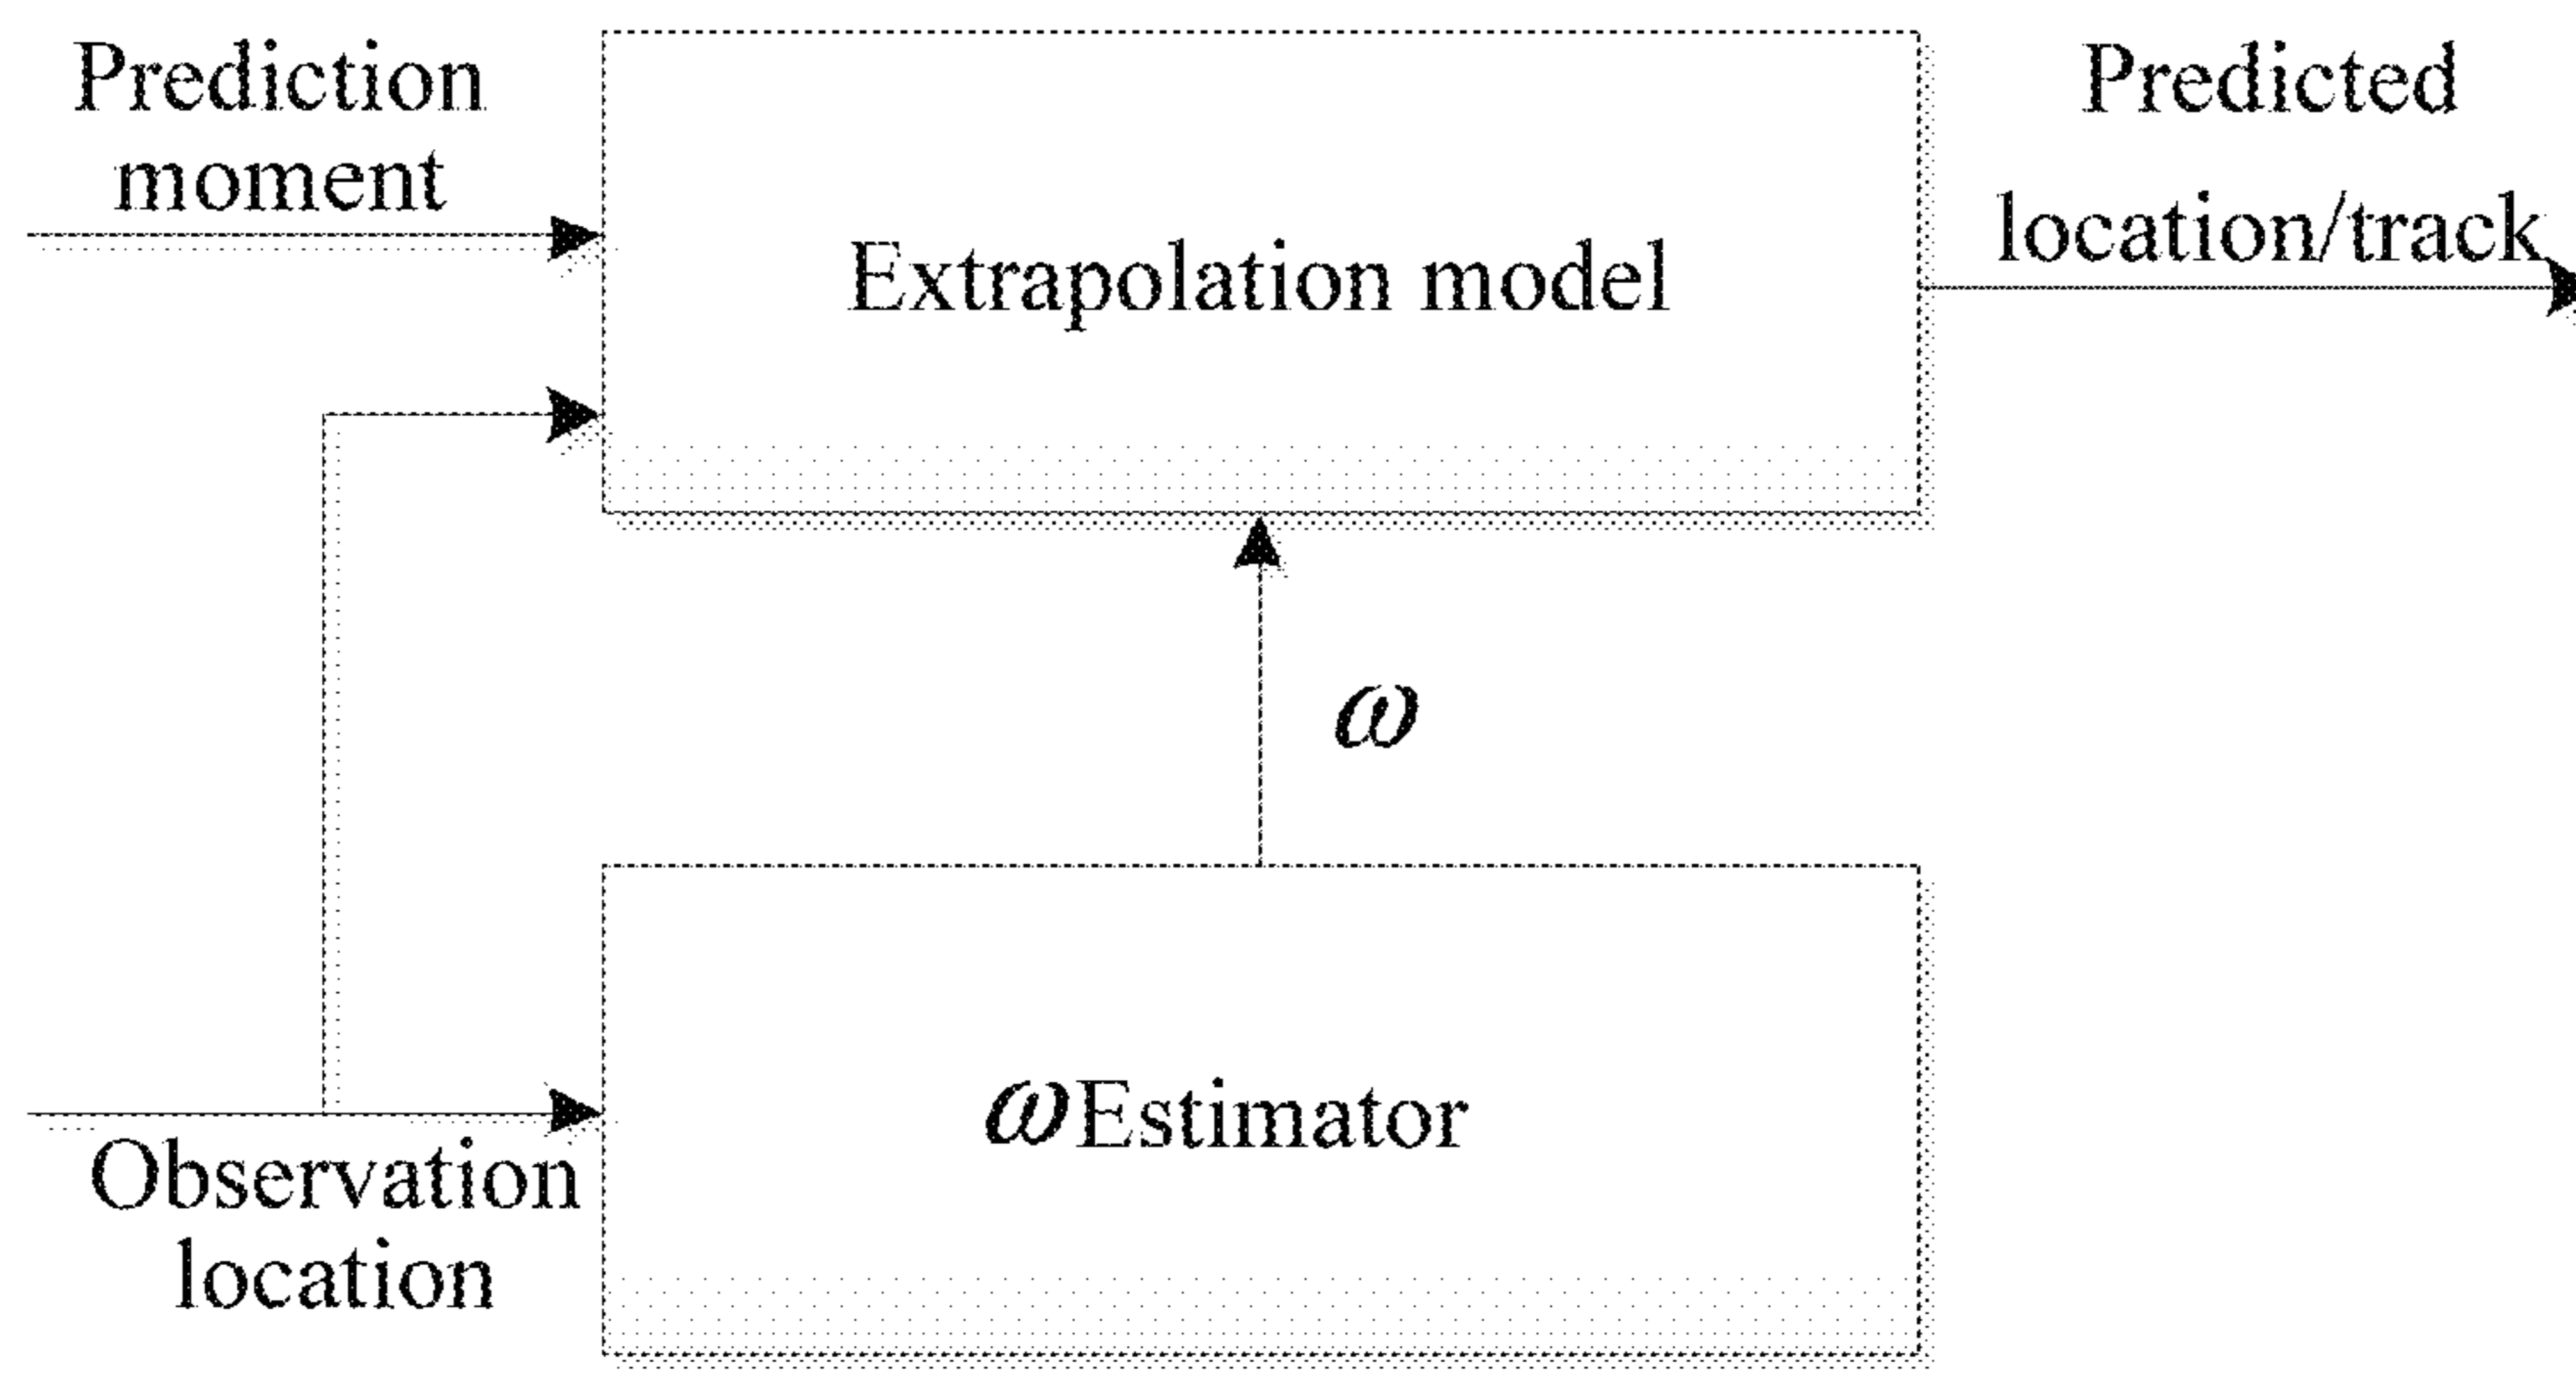 Prediction
moment
Extrapolation model
Predicted
location/track
ω
ωEstimator
Observation
location